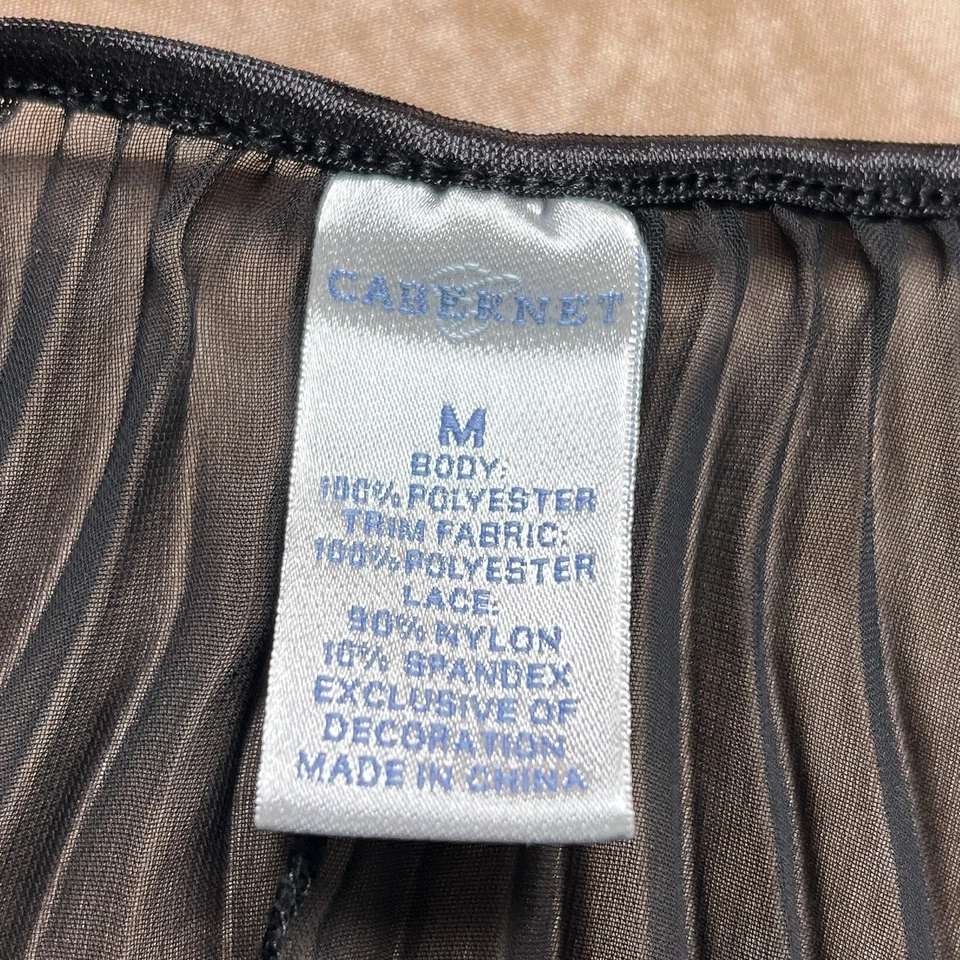 CABERNET
M
BODY:
100% POLYESTER
TRIM FABRIC:
100% POLYESTER
LACE:
90% NYLON
10% SPANDEX
EXCLUSIVE OF
DECORATION
MADE IN CHINA